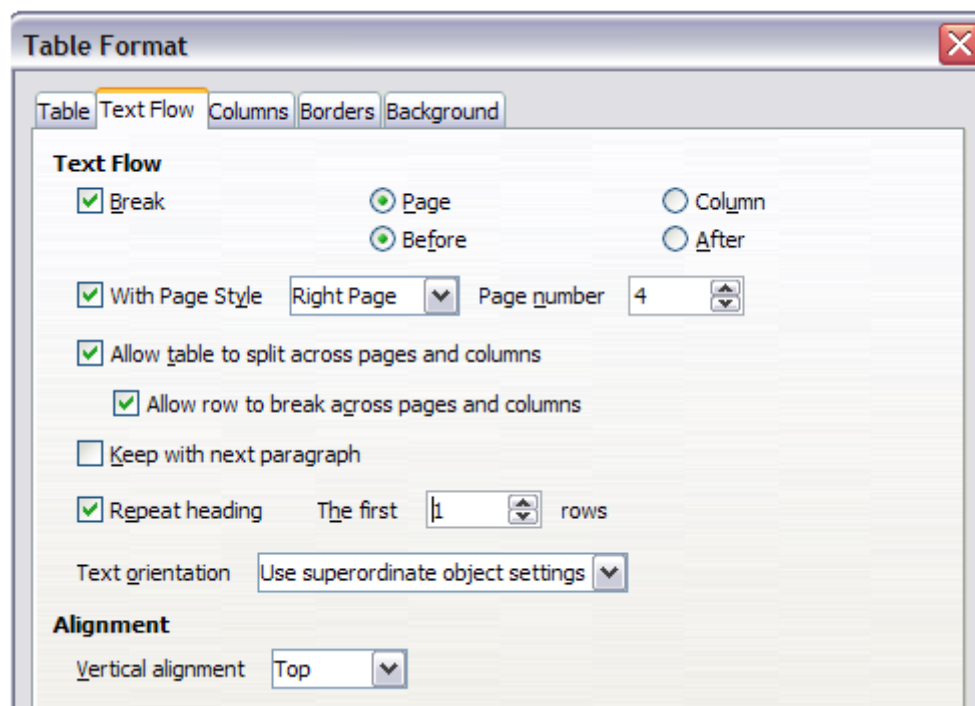 Table Format
Table Text Flow Columns Borders Background
Text Flow
Break Page Column
Before After
With Page Style Right Page Page number 4
Allow table to split across pages and columns
Allow row to break across pages and columns
Keep with next paragraph
Repeat heading The first 1 rows
Text orientation Use superordinate object settings
Alignment
Vertical alignment Top